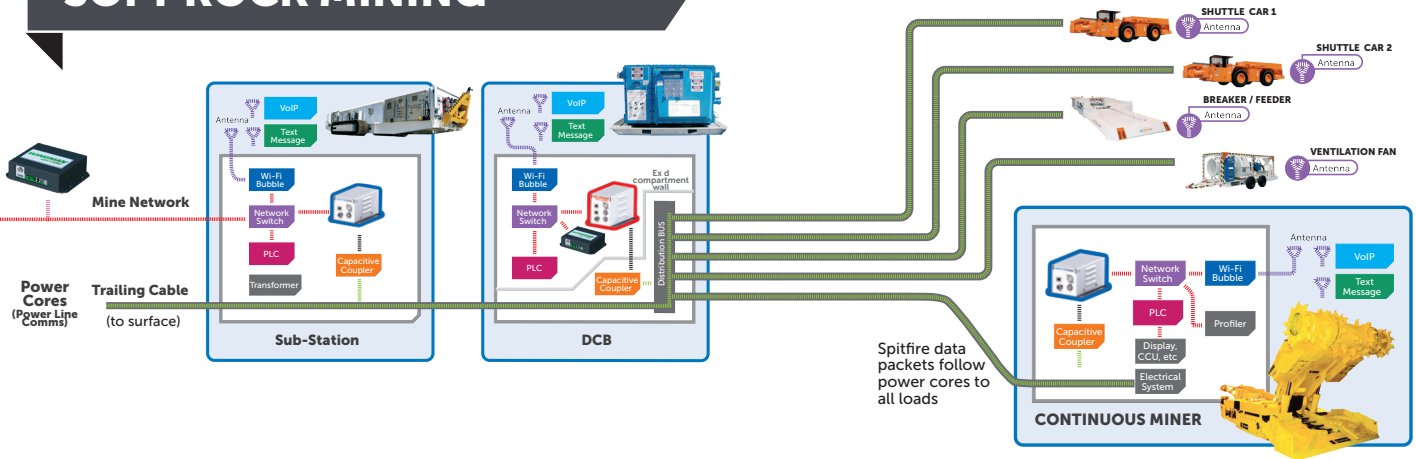 SOFT ROCK MINING
Mine Network
Power
Cores
(Power Line
Comms)
Trailing Cable
(to surface)
Antenna
VoIP
Text
Message
Wi-Fi
Bubble
Network
Switch
PLC
Transformer
Capacitive
Coupler
Sub-Station
Antenna
VoIP
Text
Message
Wi-Fi
Bubble
Network
Switch
PLC
Ex d
compartment
wall
Capacitive
Coupler
Distribution BUS
DCB
SHUTTLE CAR 1
Antenna
SHUTTLE CAR 2
Antenna
BREAKER / FEEDER
Antenna
VENTILATION FAN
Antenna
Spitfire data
packets follow
power cores to
all loads
Capacitive
Coupler
Network
Switch
PLC
Display,
CCU, etc
Electrical
System
Wi-Fi
Bubble
Profiler
Antenna
VoIP
Text
Message
CONTINUOUS MINER